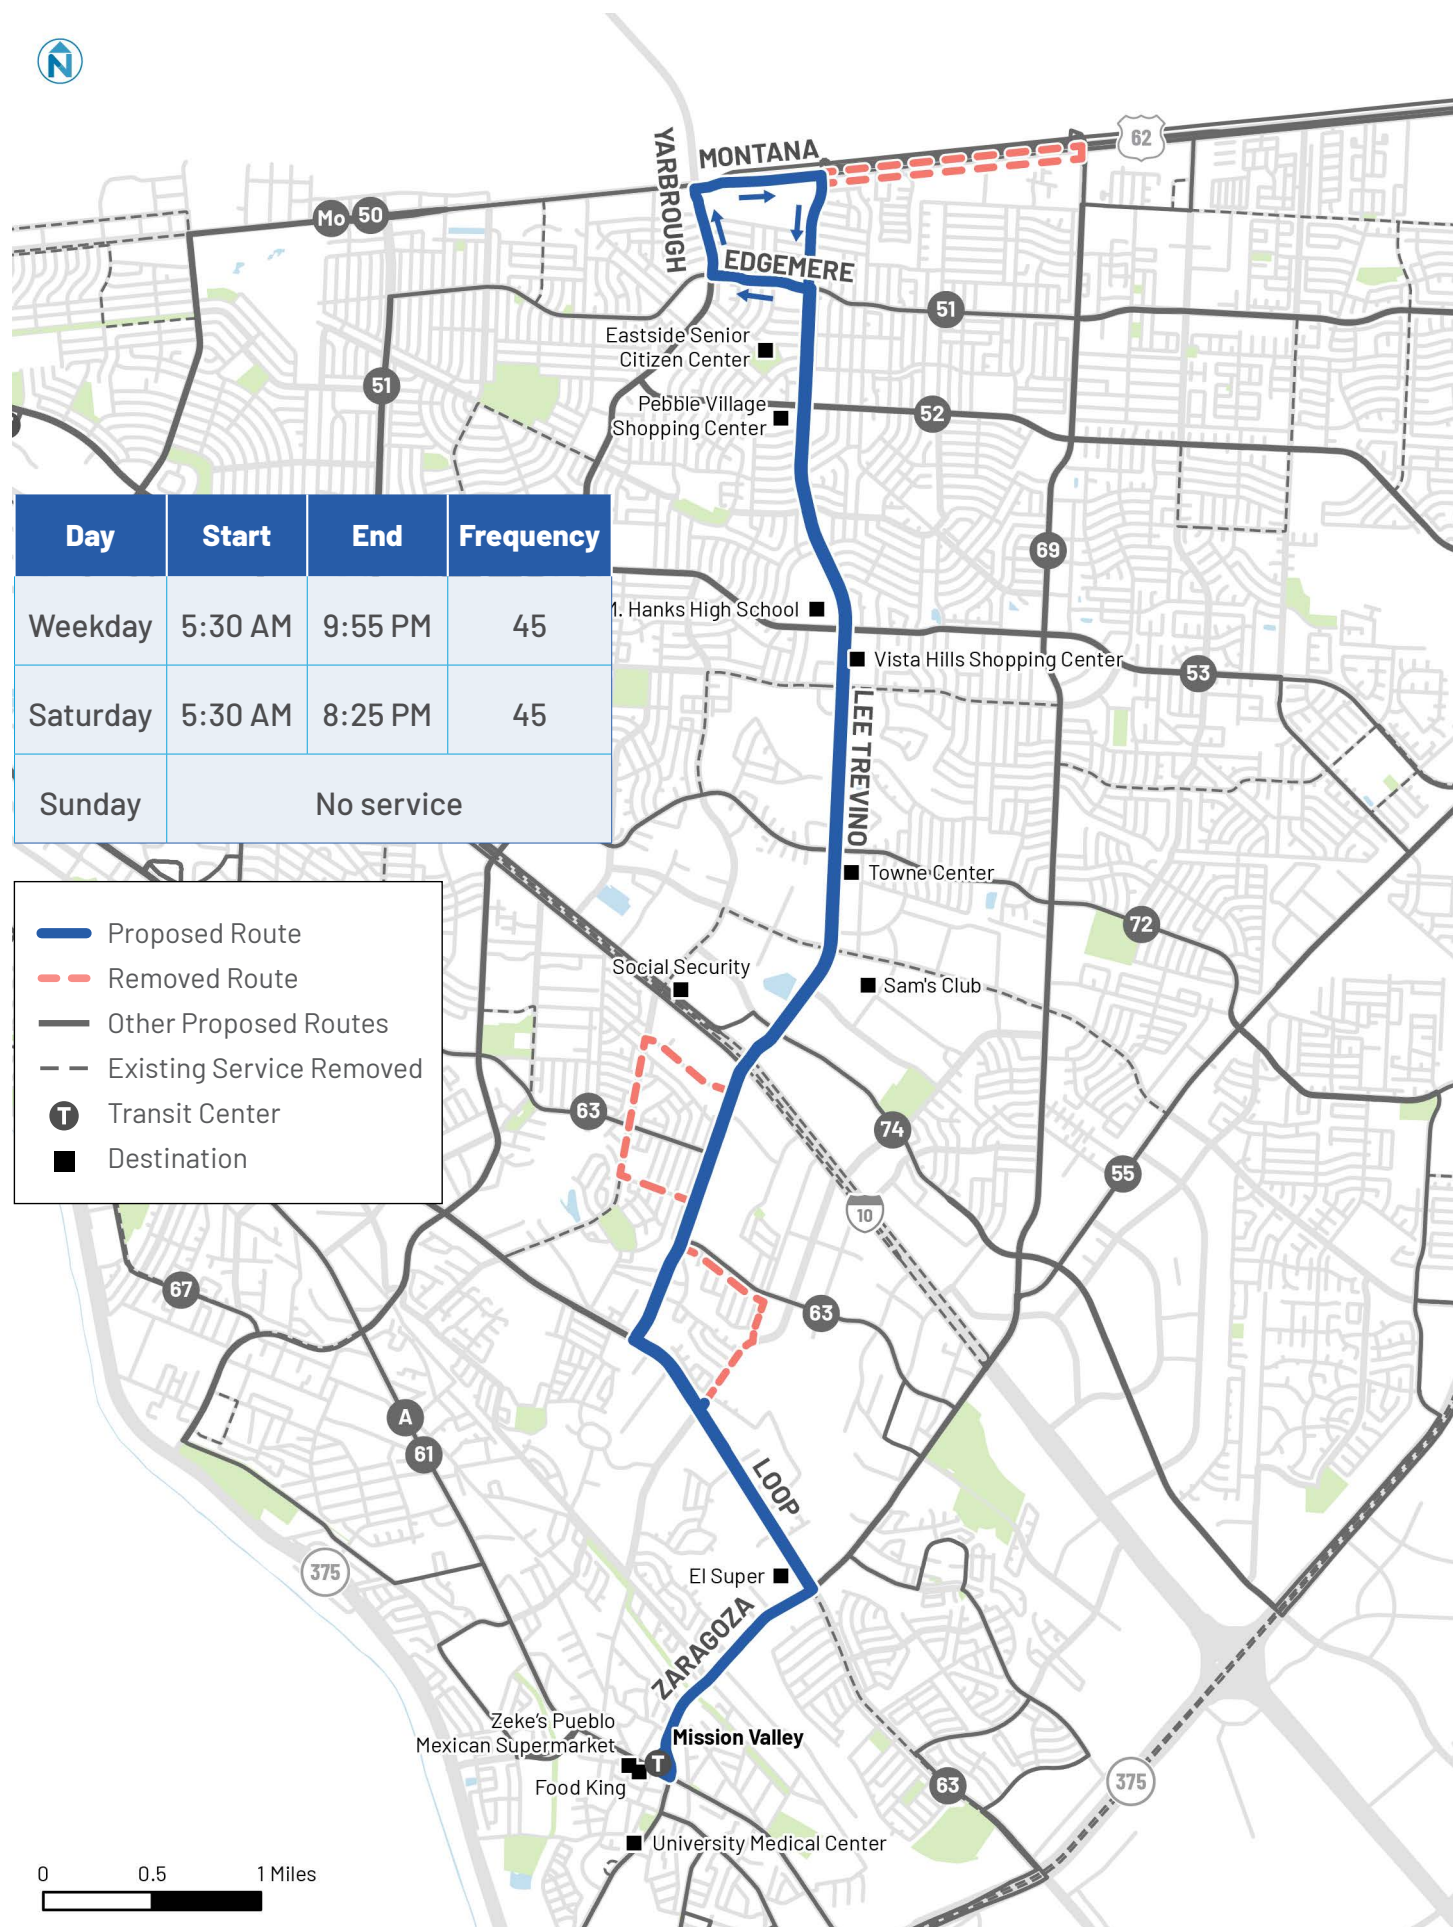 N
62
YARBROUGH
MONTANA
Mo
50
EDGEMERE
51
Eastside Senior
Citizen Center
51
Pebble Village
Shopping Center
52
Day Start End Frequency
Weekday 5:30 AM 9:55 PM 45
Saturday 5:30 AM 8:25 PM 45
Sunday No service
69
M. Hanks High School
Vista Hills Shopping Center
53
LEE TREVINO
Towne Center
72
Proposed Route
Removed Route
Other Proposed Routes
Existing Service Removed
T Transit Center
Destination
Social Security
Sam's Club
63
74
55
10
67
63
A
61
LOOP
375
El Super
ZARAGOZA
Zeke's Pueblo
Mexican Supermarket
Mission Valley
T
Food King
63
375
University Medical Center
0 0.5 1 Miles